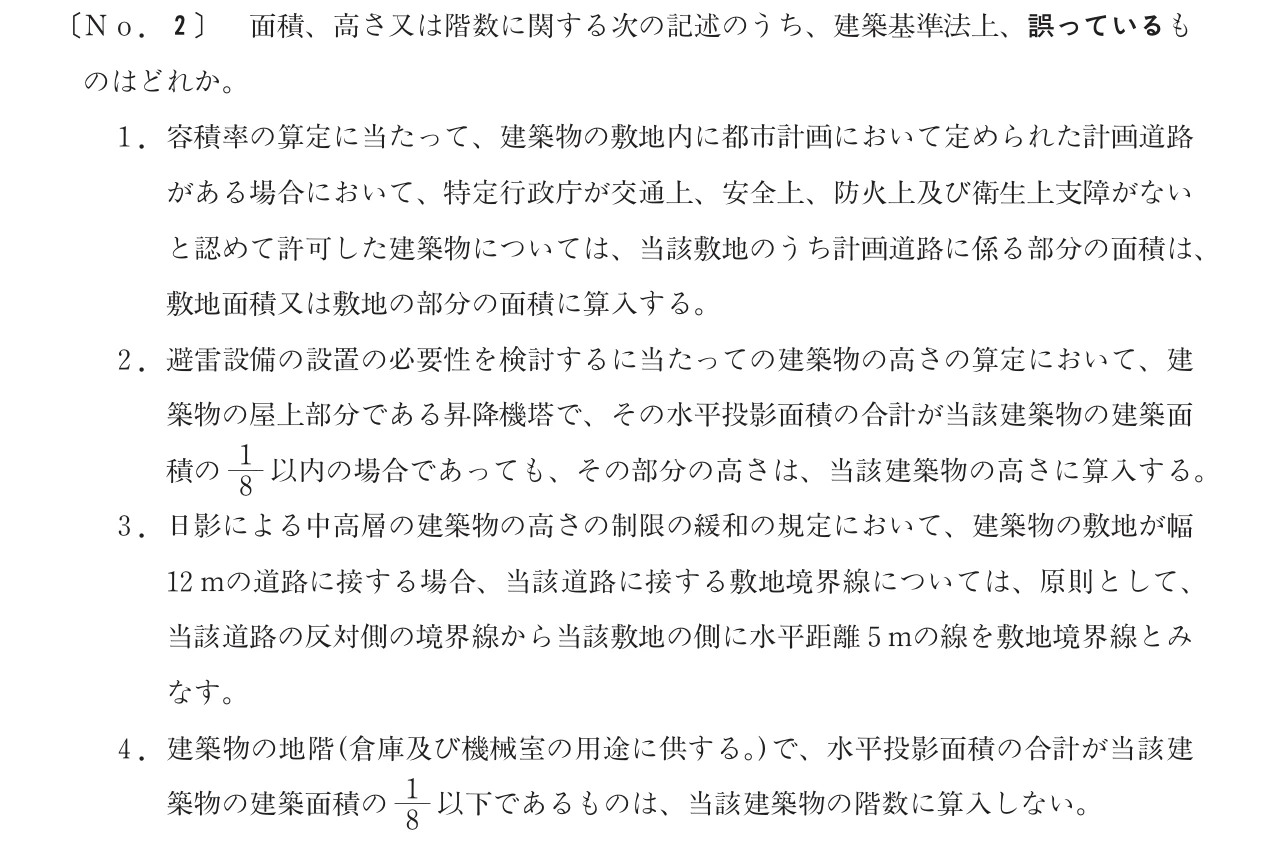 〔Ｎｏ．２〕　面積、高さ又は階数に関する次の記述のうち、建築基準法上、誤っているも
のはどれか。
１．容積率の算定に当たって、建築物の敷地内に都市計画において定められた計画道路
がある場合において、特定行政庁が交通上、安全上、防火上及び衛生上支障がない
と認めて許可した建築物については、当該敷地のうち計画道路に係る部分の面積は、
敷地面積又は敷地の部分の面積に算入する。
２．避雷設備の設置の必要性を検討するに当たっての建築物の高さの算定において、建
築物の屋上部分である昇降機塔で、その水平投影面積の合計が当該建築物の建築面
積の 1/8 以内の場合であっても、その部分の高さは、当該建築物の高さに算入する。
３．日影による中高層の建築物の高さの制限の緩和の規定において、建築物の敷地が幅
12 mの道路に接する場合、当該道路に接する敷地境界線については、原則として、
当該道路の反対側の境界線から当該敷地の側に水平距離 5 mの線を敷地境界線とみ
なす。
４．建築物の地階(倉庫及び機械室の用途に供する。)で、水平投影面積の合計が当該建
築物の建築面積の 1/8 以下であるものは、当該建築物の階数に算入しない。